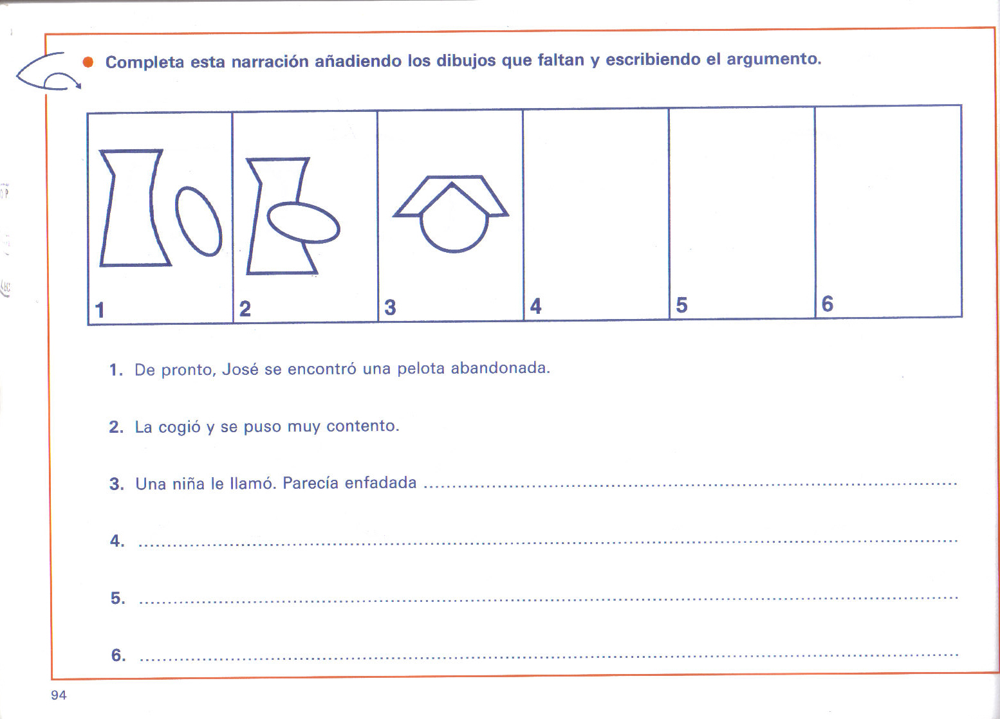 Completa esta narración añadiendo los dibujos que faltan y escribiendo el argumento.
1 2 3 4 5 6
1. De pronto, José se encontró una pelota abandonada.
2. La cogió y se puso muy contento.
3. Una niña le llamó. Parecía enfadada
4.
5.
6.
94